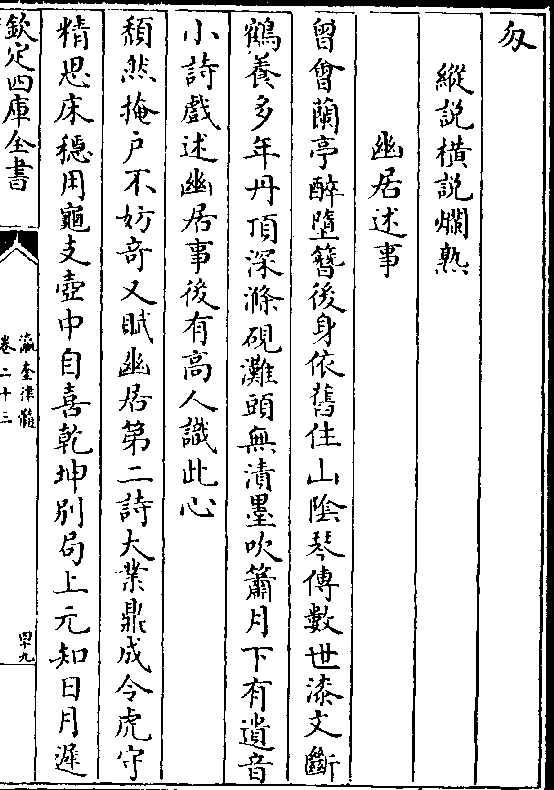 攵
縱說橫說爛熟
幽居述事
曾會蘭亭醉墮簪後身依舊住山陰琴傳數世漆文斷
鶴養多年丹頂深滌硯灘頭無漬墨吹簫月下有遺音
小詩戲述幽居事後有高人識此心
頽然掩户不妨奇又賦幽居第二詩大業鼎成令虎守
精思床穏用龜支壺中自喜乾坤别局上元知日月遲
欽定四庫全書
瀛奎律髓
卷二十三
四十九